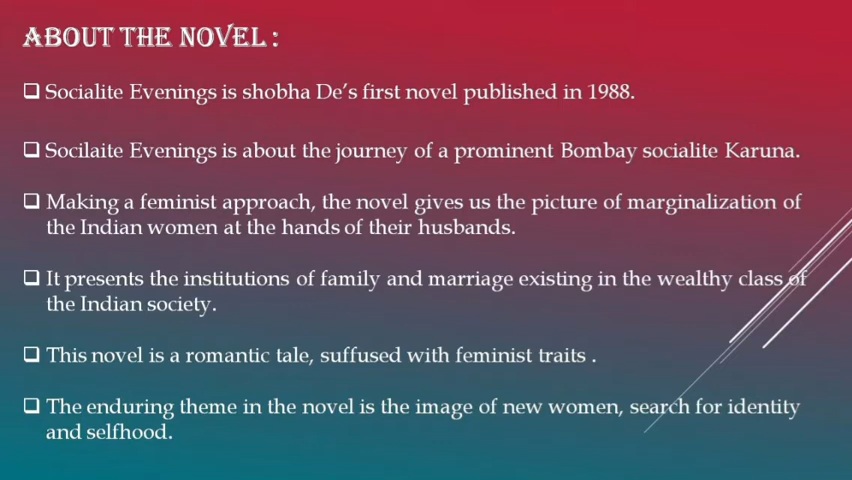 ABOUT THE NOVEL :
❑ Socialite Evenings is shobha De’s first novel published in 1988.
❑ Socilaite Evenings is about the journey of a prominent Bombay socialite Karuna.
❑ Making a feminist approach, the novel gives us the picture of marginalization of
the Indian women at the hands of their husbands.
❑ It presents the institutions of family and marriage existing in the wealthy class of
the Indian society.
❑ This novel is a romantic tale, suffused with feminist traits .
❑ The enduring theme in the novel is the image of new women, search for identity
and selfhood.